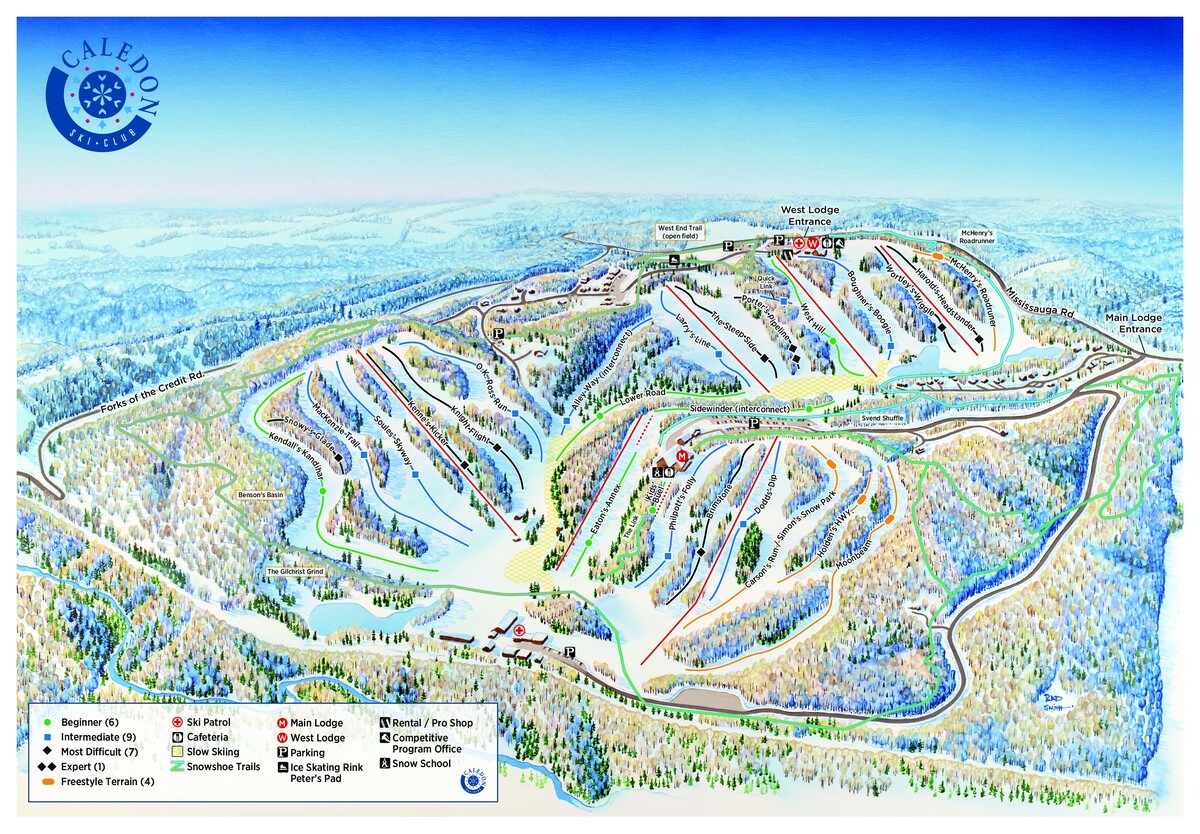 CALEDON
SKI • CLUB
West Lodge
Entrance
West End Trail
(open field)
P
P
W
McHenry's
Roadrunner
Quick
Link
McHenry's-Roadrunner
Harold's-Headstander
Wortley's-Wiggle
Boughner's-Boogie
West-Hill
Porter's-Pipeline
The-Steep-Side
Larry's-Line
Mississauga Rd
Main Lodge
Entrance
P
Alley-Way (Interconnect)
O.K.-Ross-Run
Forks of the Credit Rd.
Lower Road
Sidewinder (interconnect)
Svend Shuffle
P
Knight-Flight
Kerling's-Kicker
Soules-Skyway
MacKenzie-Trail
Snowy's-Glade
Kendall's-Kandihar
M
Eaton's Annex
Kids
Bowl
The Link
Philpott's-Folly
Brimstone
Dodds-Dip
Carson's Run / Simon's Snow Park
Holden's HWY
Moonbeam
Benson's Basin
The Gilchrist Grind
P
Beginner (6)
Intermediate (9)
Most Difficult (7)
Expert (1)
Freestyle Terrain (4)
Ski Patrol
Cafeteria
Slow Skiing
Snowshoe Trails
M Main Lodge
W West Lodge
P Parking
Ice Skating Rink
Peter's Pad
Rental / Pro Shop
Competitive
Program Office
Snow School
CALEDON